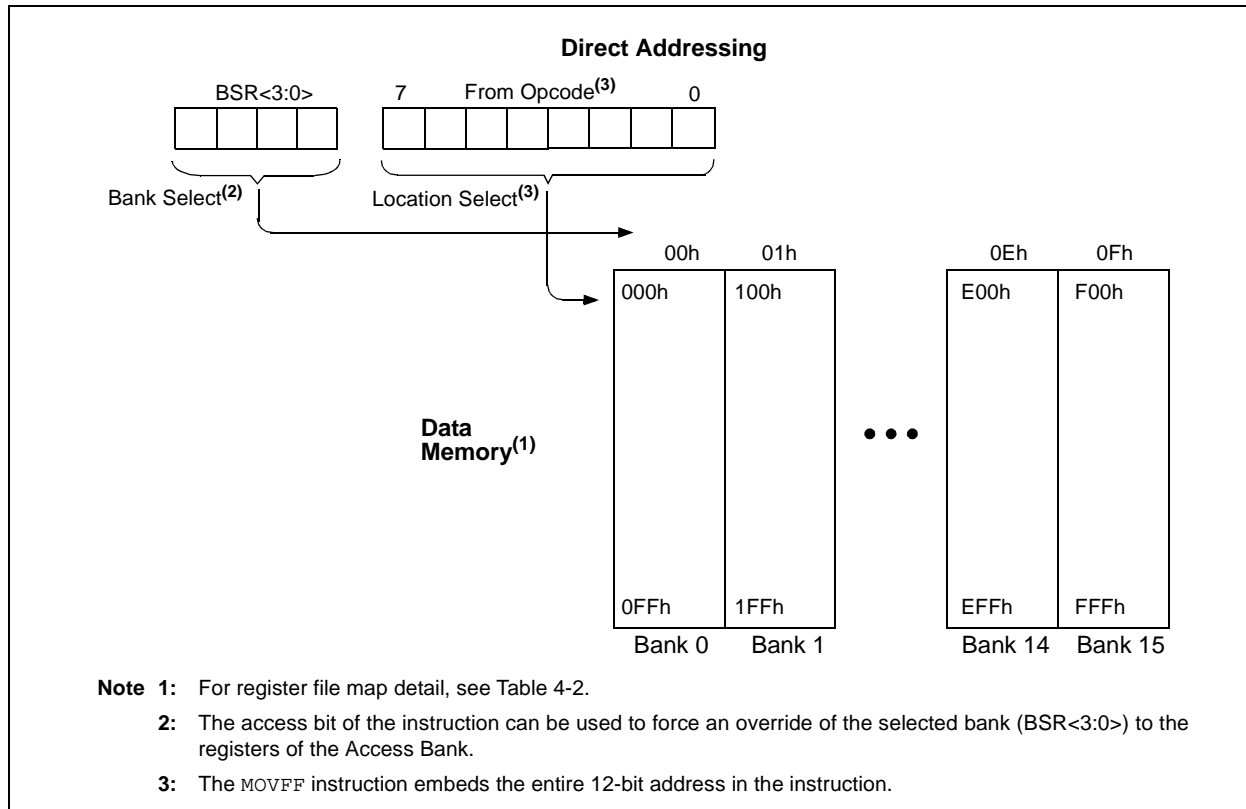 Direct Addressing
BSR<3:0> 7 From Opcode(3) 0
Bank Select(2) Location Select(3)
00h 01h 0Eh 0Fh
000h 100h E00h F00h
Data
Memory(1)
0FFh 1FFh EFFh FFFh
Bank 0 Bank 1 Bank 14 Bank 15
Note 1: For register file map detail, see Table 4-2.
2: The access bit of the instruction can be used to force an override of the selected bank (BSR<3:0>) to the
registers of the Access Bank.
3: The MOVFF instruction embeds the entire 12-bit address in the instruction.